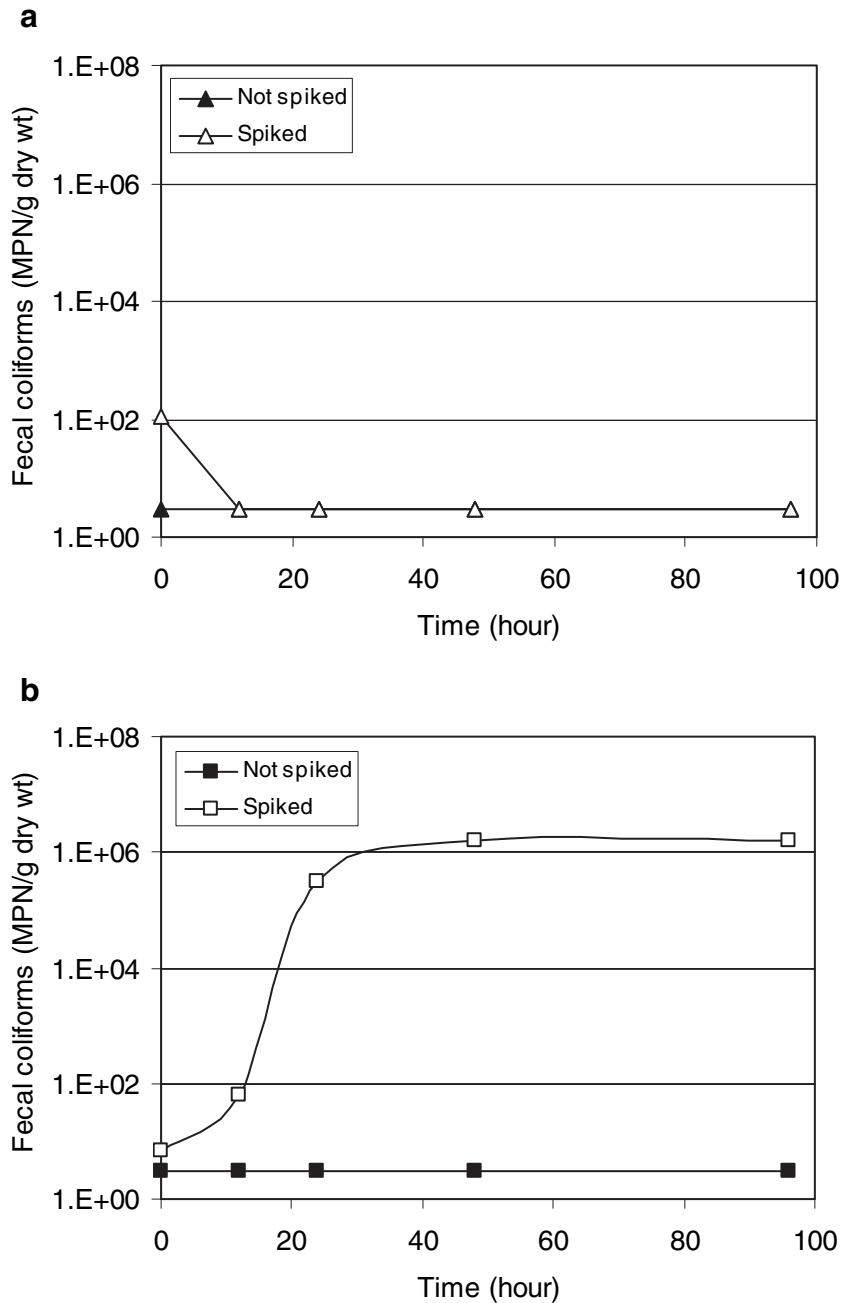 a
Fecal coliforms (MPN/g dry wt)
1.E+08
1.E+06
1.E+04
1.E+02
1.E+00
Not spiked
Spiked
0 20 40 60 80 100
Time (hour)
b
Fecal coliforms (MPN/g dry wt)
1.E+08
1.E+06
1.E+04
1.E+02
1.E+00
Not spiked
Spiked
0 20 40 60 80 100
Time (hour)